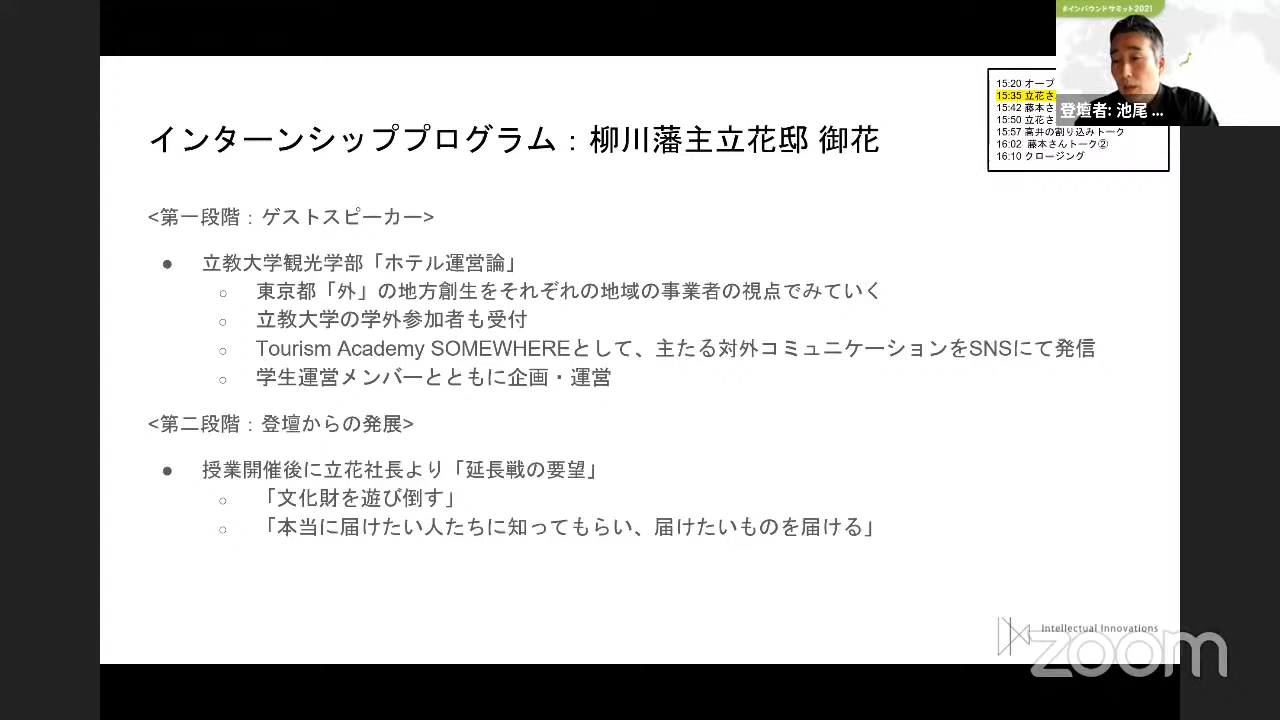 #インバウンドサミット2021
登壇者: 池尾 ...
15:20 オープ
15:35 立花さ
15:42 藤本さ
15:50 立花さ
15:57 高井の割り込みトーク
16:02 藤本さんトーク②
16:10 クロージング
インターンシッププログラム：柳川藩主立花邸 御花
<第一段階：ゲストスピーカー>
● 立教大学観光学部「ホテル運営論」
○ 東京都「外」の地方創生をそれぞれの地域の事業者の視点でみていく
○ 立教大学の学外参加者も受付
○ Tourism Academy SOMEWHEREとして、主たる対外コミュニケーションをSNSにて発信
○ 学生運営メンバーとともに企画・運営
<第二段階：登壇からの発展>
● 授業開催後に立花社長より「延長戦の要望」
○ 「文化財を遊び倒す」
○ 「本当に届けたい人たちに知ってもらい、届けたいものを届ける」
Intellectual Innovations
zoom